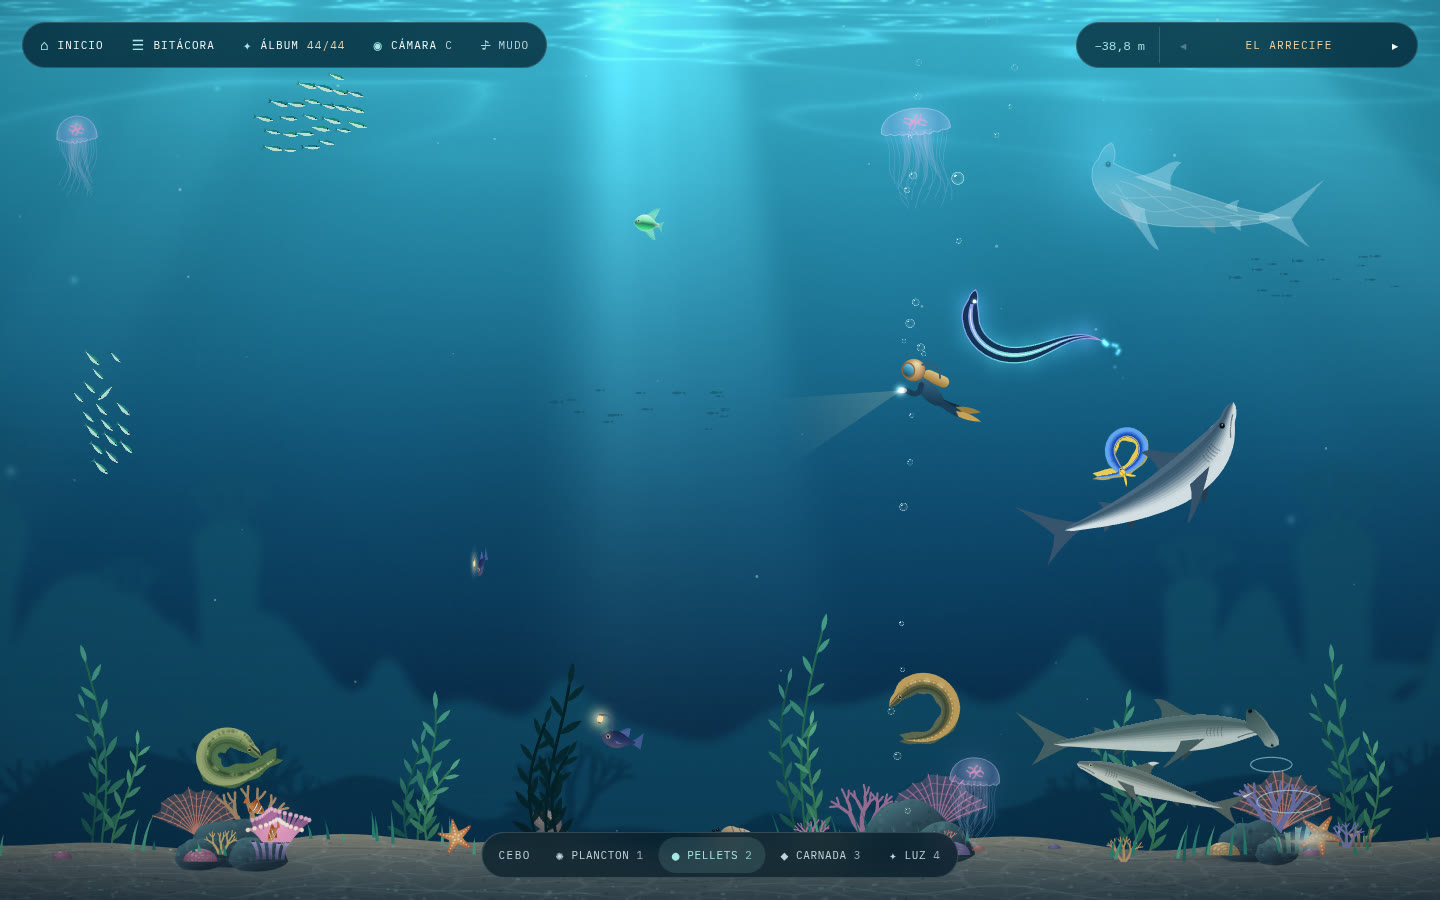 ⌂ INICIO ☰ BITÁCORA ✦ ÁLBUM 44/44 ◉ CÁMARA C MUDO
−38,8 m ◄ EL ARRECIFE ►
CEBO ✺ PLANCTON 1 ● PELLETS 2 ◆ CARNADA 3 ✦ LUZ 4